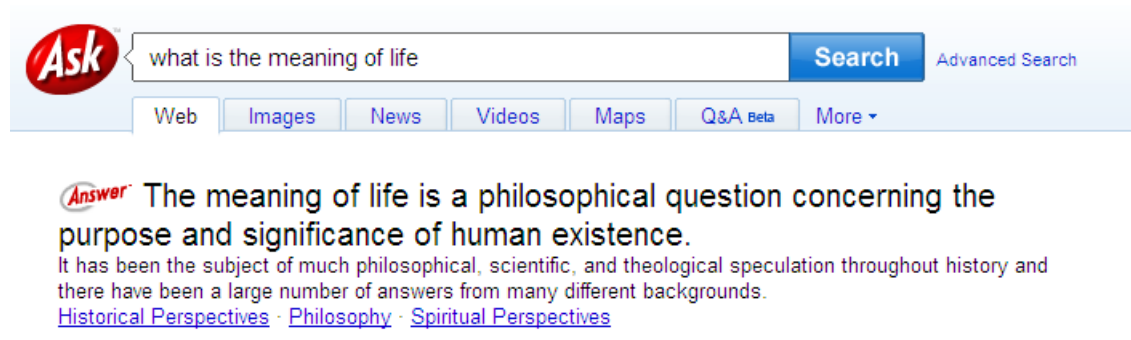 Ask™ what is the meaning of life Search Advanced Search
Web Images News Videos Maps Q&A Beta More
Answer The meaning of life is a philosophical question concerning the
purpose and significance of human existence.
It has been the subject of much philosophical, scientific, and theological speculation throughout history and
there have been a large number of answers from many different backgrounds.
Historical Perspectives · Philosophy · Spiritual Perspectives